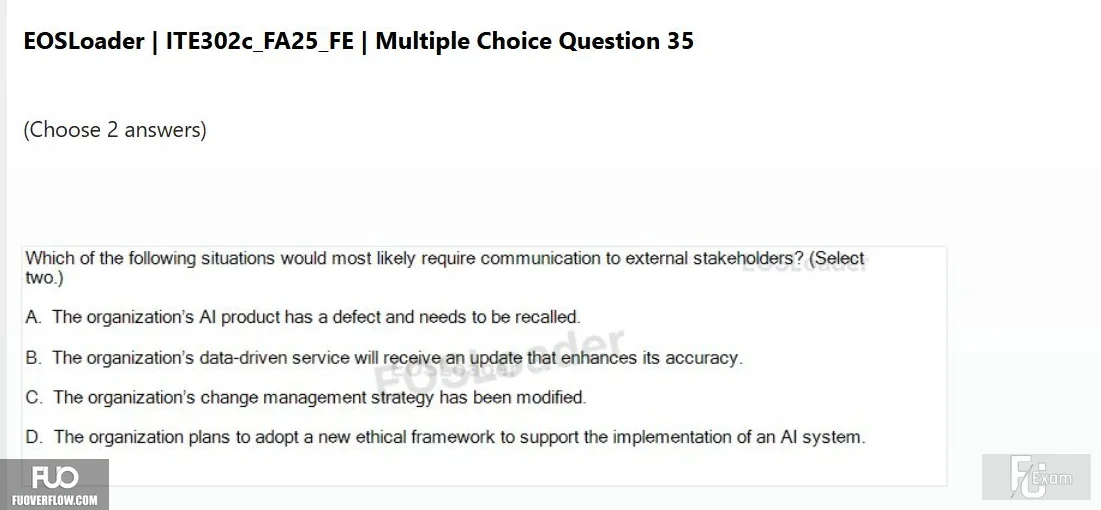 EOSLoader | ITE302c_FA25_FE | Multiple Choice Question 35
(Choose 2 answers)
Which of the following situations would most likely require communication to external stakeholders? (Select
two.)
EOSLoader
A. The organization's AI product has a defect and needs to be recalled.
B. The organization's data-driven service will receive an update that enhances its accuracy.
EOSLoader
EOSLoader
C. The organization's change management strategy has been modified.
D. The organization plans to adopt a new ethical framework to support the implementation of an AI system.
FUO
FUOVERFLOW.COM
FU Exam